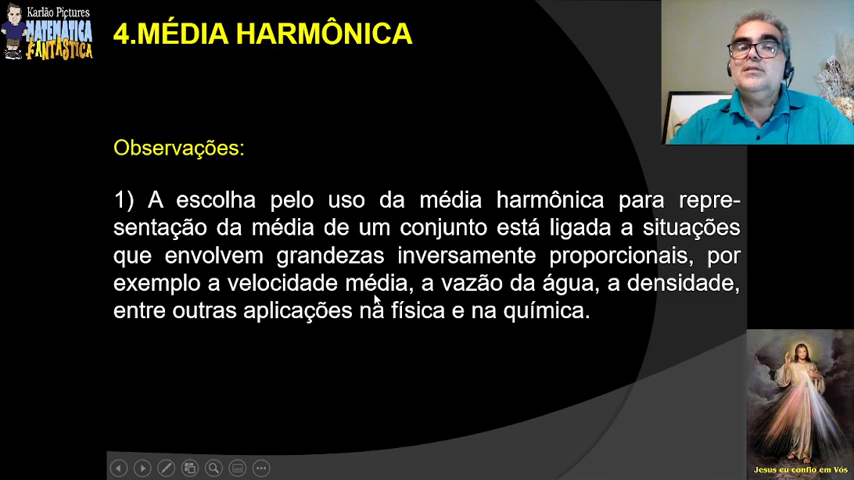 Karlão Pictures
MATEMÁTICA
FANTÁSTICA
4.MÉDIA HARMÔNICA
Observações:
1) A escolha pelo uso da média harmônica para repre-
sentação da média de um conjunto está ligada a situações
que envolvem grandezas inversamente proporcionais, por
exemplo a velocidade média, a vazão da água, a densidade,
entre outras aplicações na física e na química.
Jesus eu confio em Vós